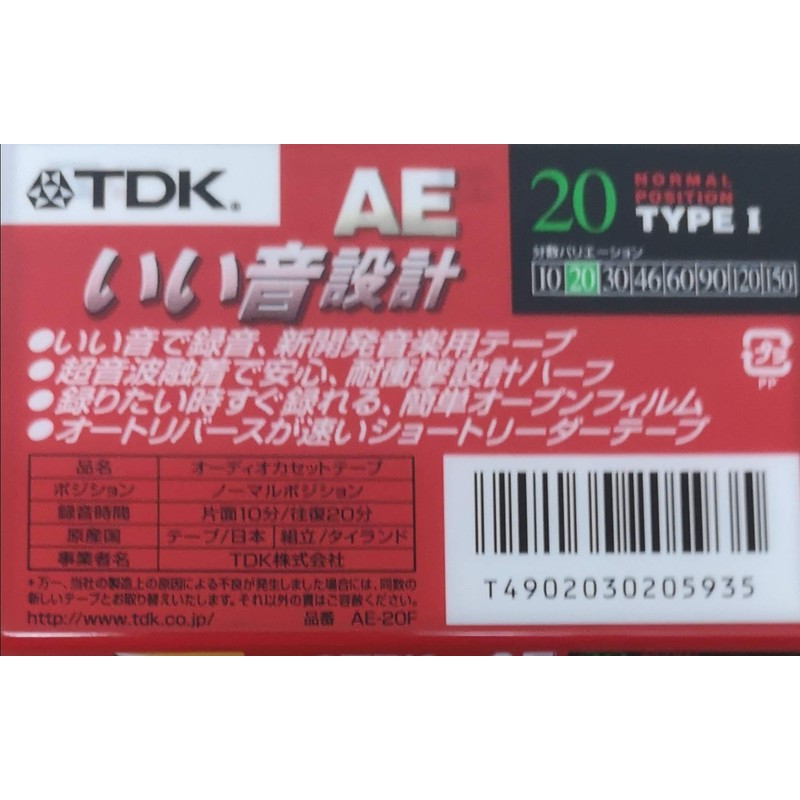 TDK®
AE
いい音設計
20
NORMAL
POSITION
TYPE I
分数バリエーション
10 20 30 46 60 90 120 150
●いい音で録音、新開発音楽用テープ
●超音波融着で安心、耐衝撃設計ハーフ
●録りたい時すぐ録れる、簡単オープンフィルム
●オートリバースが速いショートリーダーテープ
プラ
PP
品名 オーディオカセットテープ
ポジション ノーマルポジション
録音時間 片面10分/往復20分
原産国 テープ/日本 組立/タイランド
事業者名 TDK株式会社
*万一、当社の製造上の原因による不良が発生しました場合には、同数の
新しいテープとお取り替えいたします。それ以外の責はご容赦ください。
http://www.tdk.co.jp/ 品番 AE-20F
T4902030205935